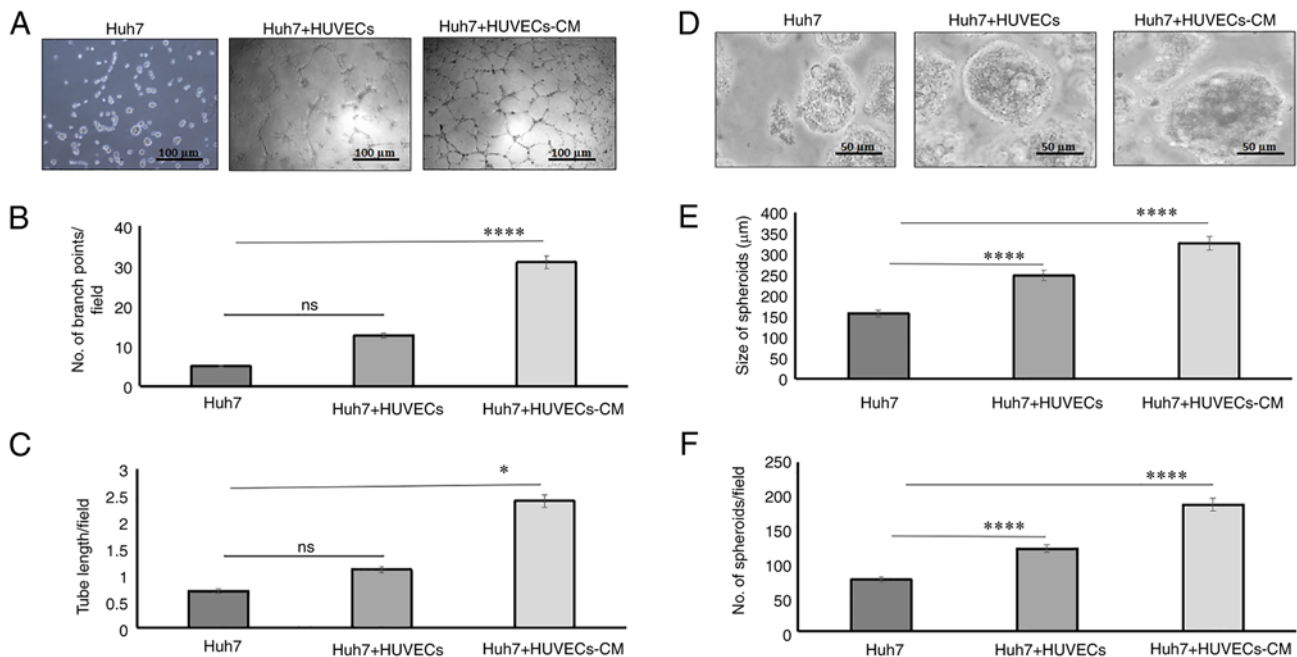 A
Huh7
Huh7+HUVECs
Huh7+HUVECs-CM
100 µm
100 µm
100 µm
B
No. of branch points/
field
40
30
20
10
0
ns
****
Huh7
Huh7+HUVECs
Huh7+HUVECs-CM
C
Tube length/field
3
2.5
2
1.5
1
0.5
0
ns
*
Huh7
Huh7+HUVECs
Huh7+HUVECs-CM
D
Huh7
Huh7+HUVECs
Huh7+HUVECs-CM
50 µm
50 µm
50 µm
E
Size of spheroids (µm)
400
350
300
250
200
150
100
50
0
****
****
Huh7
Huh7+HUVECs
Huh7+HUVECs-CM
F
No. of spheroids/field
250
200
150
100
50
0
****
****
Huh7
Huh7+HUVECs
Huh7+HUVECs-CM